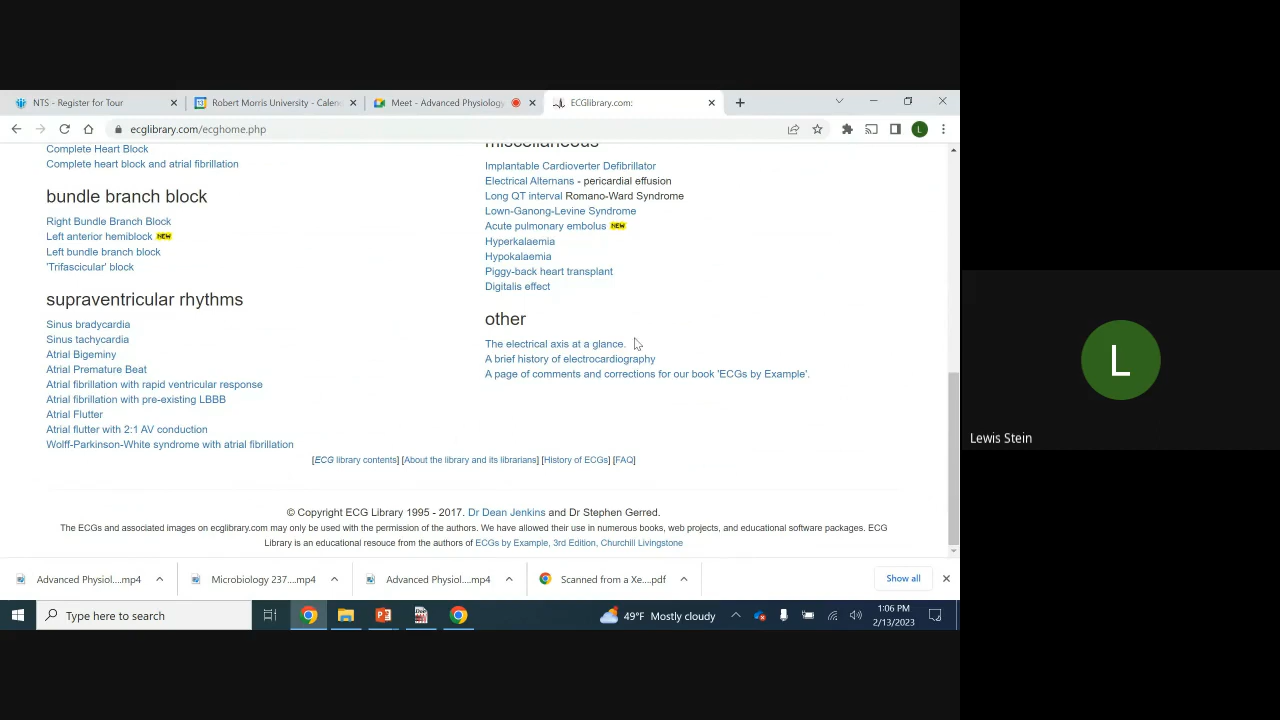 NTS - Register for Tour
Robert Morris University - Calen
Meet - Advanced Physiology
ECGlibrary.com:
ecglibrary.com/ecghome.php
L
Complete Heart Block
Complete heart block and atrial fibrillation
bundle branch block
Right Bundle Branch Block
Left anterior hemiblock NEW
Left bundle branch block
'Trifascicular' block
supraventricular rhythms
Sinus bradycardia
Sinus tachycardia
Atrial Bigeminy
Atrial Premature Beat
Atrial fibrillation with rapid ventricular response
Atrial fibrillation with pre-existing LBBB
Atrial Flutter
Atrial flutter with 2:1 AV conduction
Wolff-Parkinson-White syndrome with atrial fibrillation
miscellaneous
Implantable Cardioverter Defibrillator
Electrical Alternans - pericardial effusion
Long QT interval Romano-Ward Syndrome
Lown-Ganong-Levine Syndrome
Acute pulmonary embolus NEW
Hyperkalaemia
Hypokalaemia
Piggy-back heart transplant
Digitalis effect
other
The electrical axis at a glance.
A brief history of electrocardiography
A page of comments and corrections for our book 'ECGs by Example'.
[ECG library contents] [About the library and its librarians] [History of ECGs] [FAQ]
© Copyright ECG Library 1995 - 2017. Dr Dean Jenkins and Dr Stephen Gerred.
The ECGs and associated images on ecglibrary.com may only be used with the permission of the authors. We have allowed their use in numerous books, web projects, and educational software packages. ECG
Library is an educational resouce from the authors of ECGs by Example, 3rd Edition, Churchill Livingstone
Advanced Physiol....mp4
Microbiology 237....mp4
Advanced Physiol....mp4
Scanned from a Xe....pdf
Show all
Type here to search
49°F Mostly cloudy
1:06 PM
2/13/2023
L
Lewis Stein